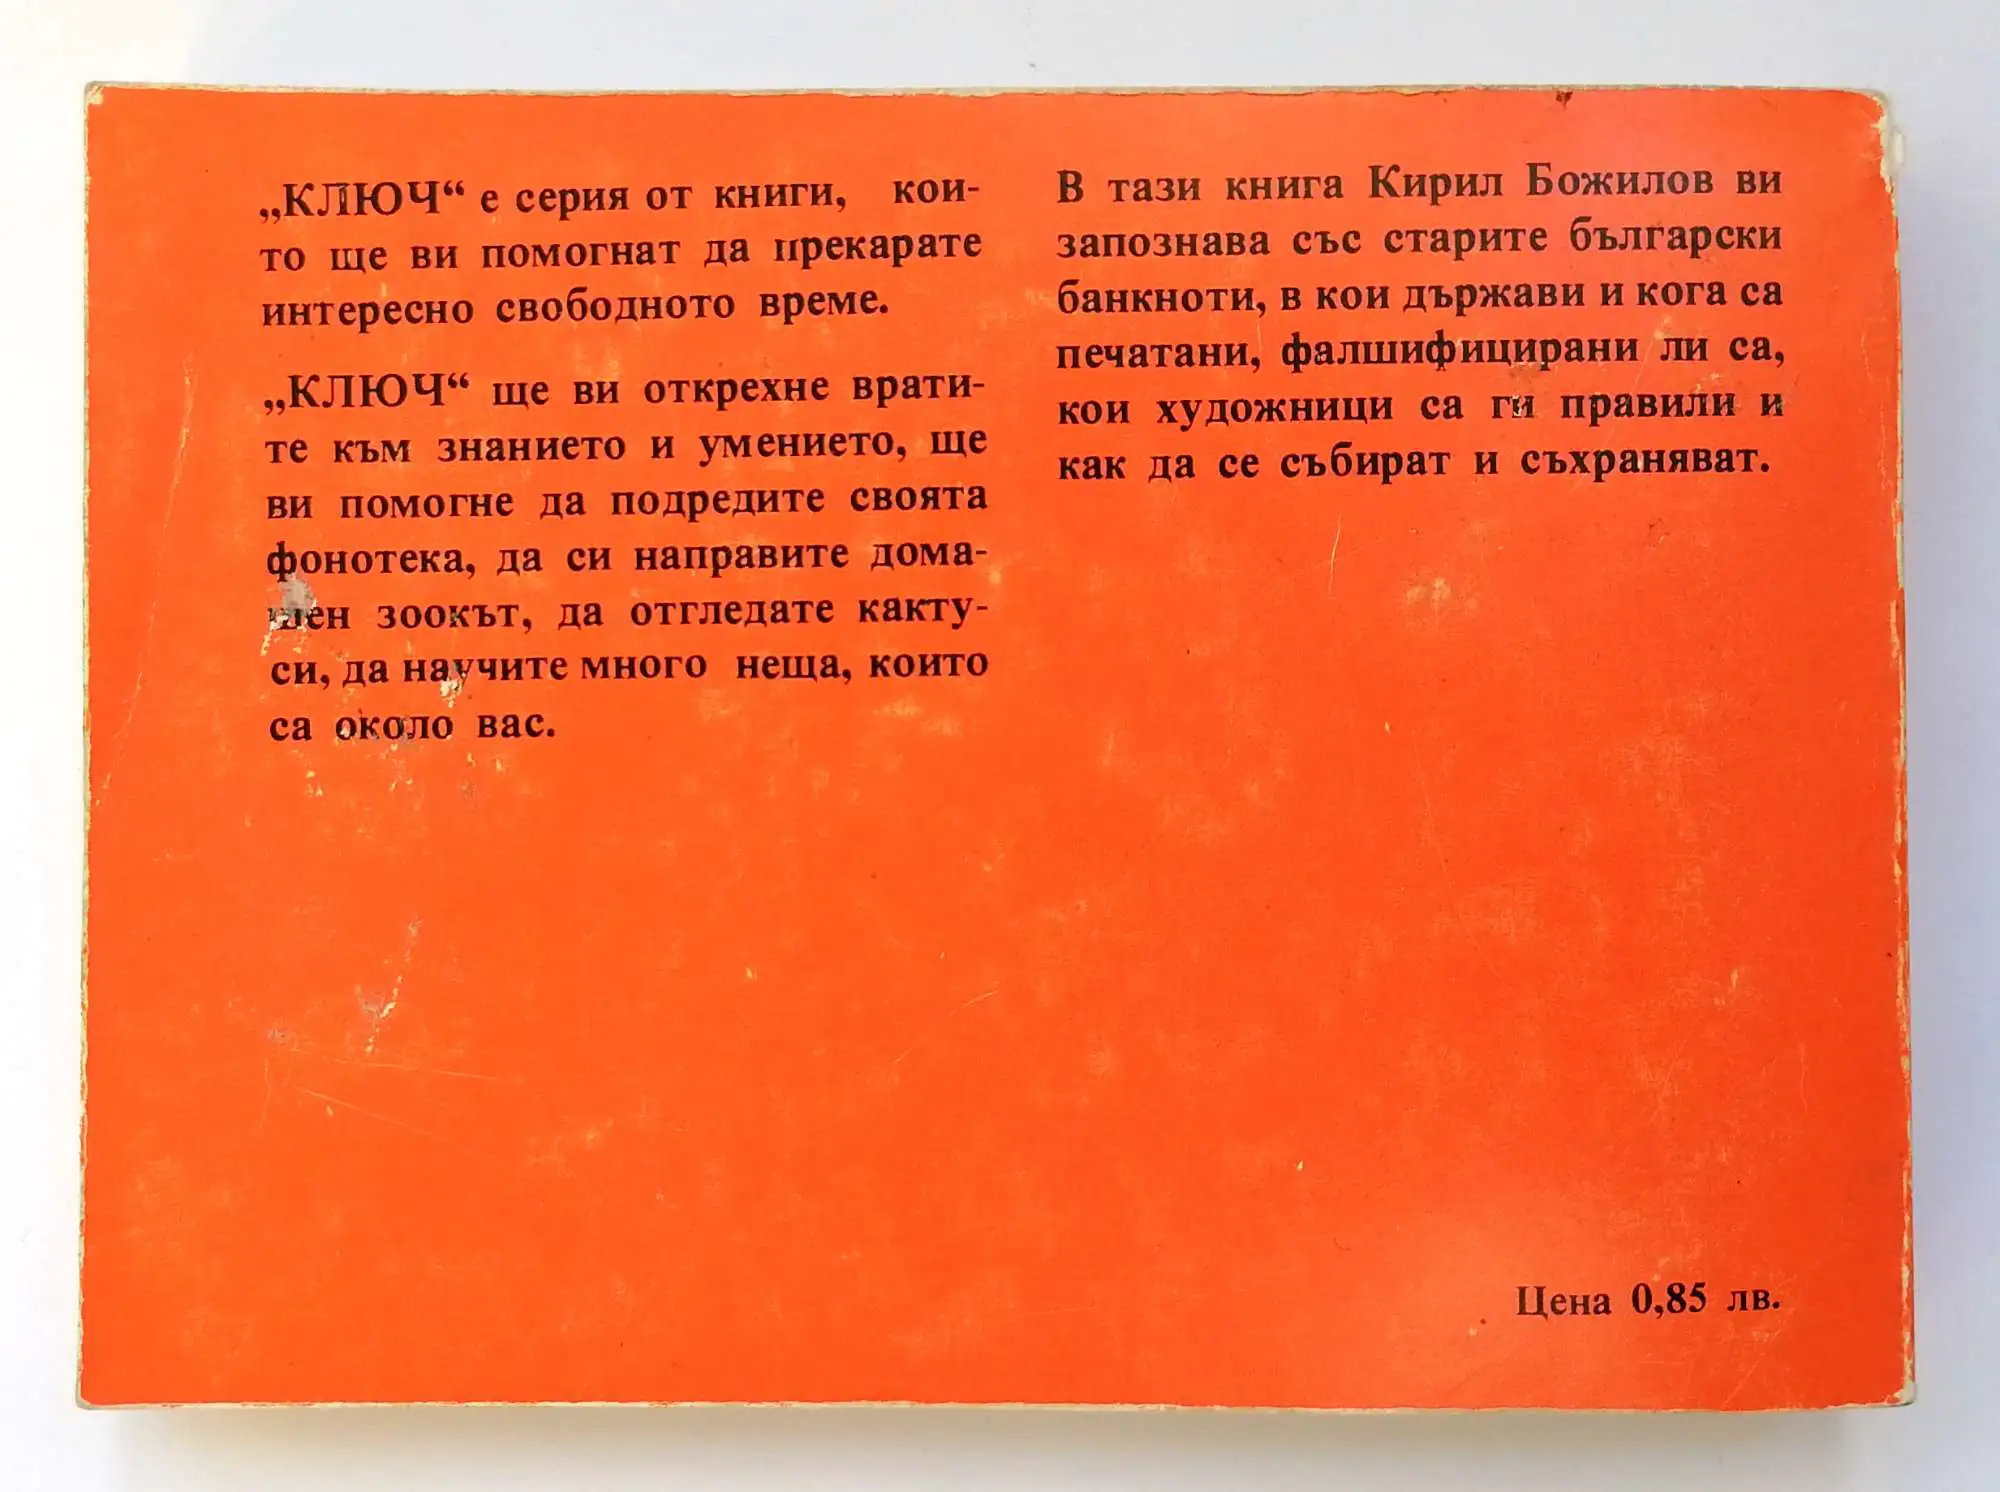 „КЛЮЧ“ е серия от книги, кои-
то ще ви помогнат да прекарате
интересно свободното време.
„КЛЮЧ“ ще ви открехне врати-
те към знанието и умението, ще
ви помогне да подредите своята
фонотека, да си направите дома-
шен зоокът, да отгледате какту-
си, да научите много неща, които
са около вас.
В тази книга Кирил Божилов ви
запознава със старите български
банкноти, в кои държави и кога са
печатани, фалшифицирани ли са,
кои художници са ги правили и
как да се събират и съхраняват.
Цена 0,85 лв.